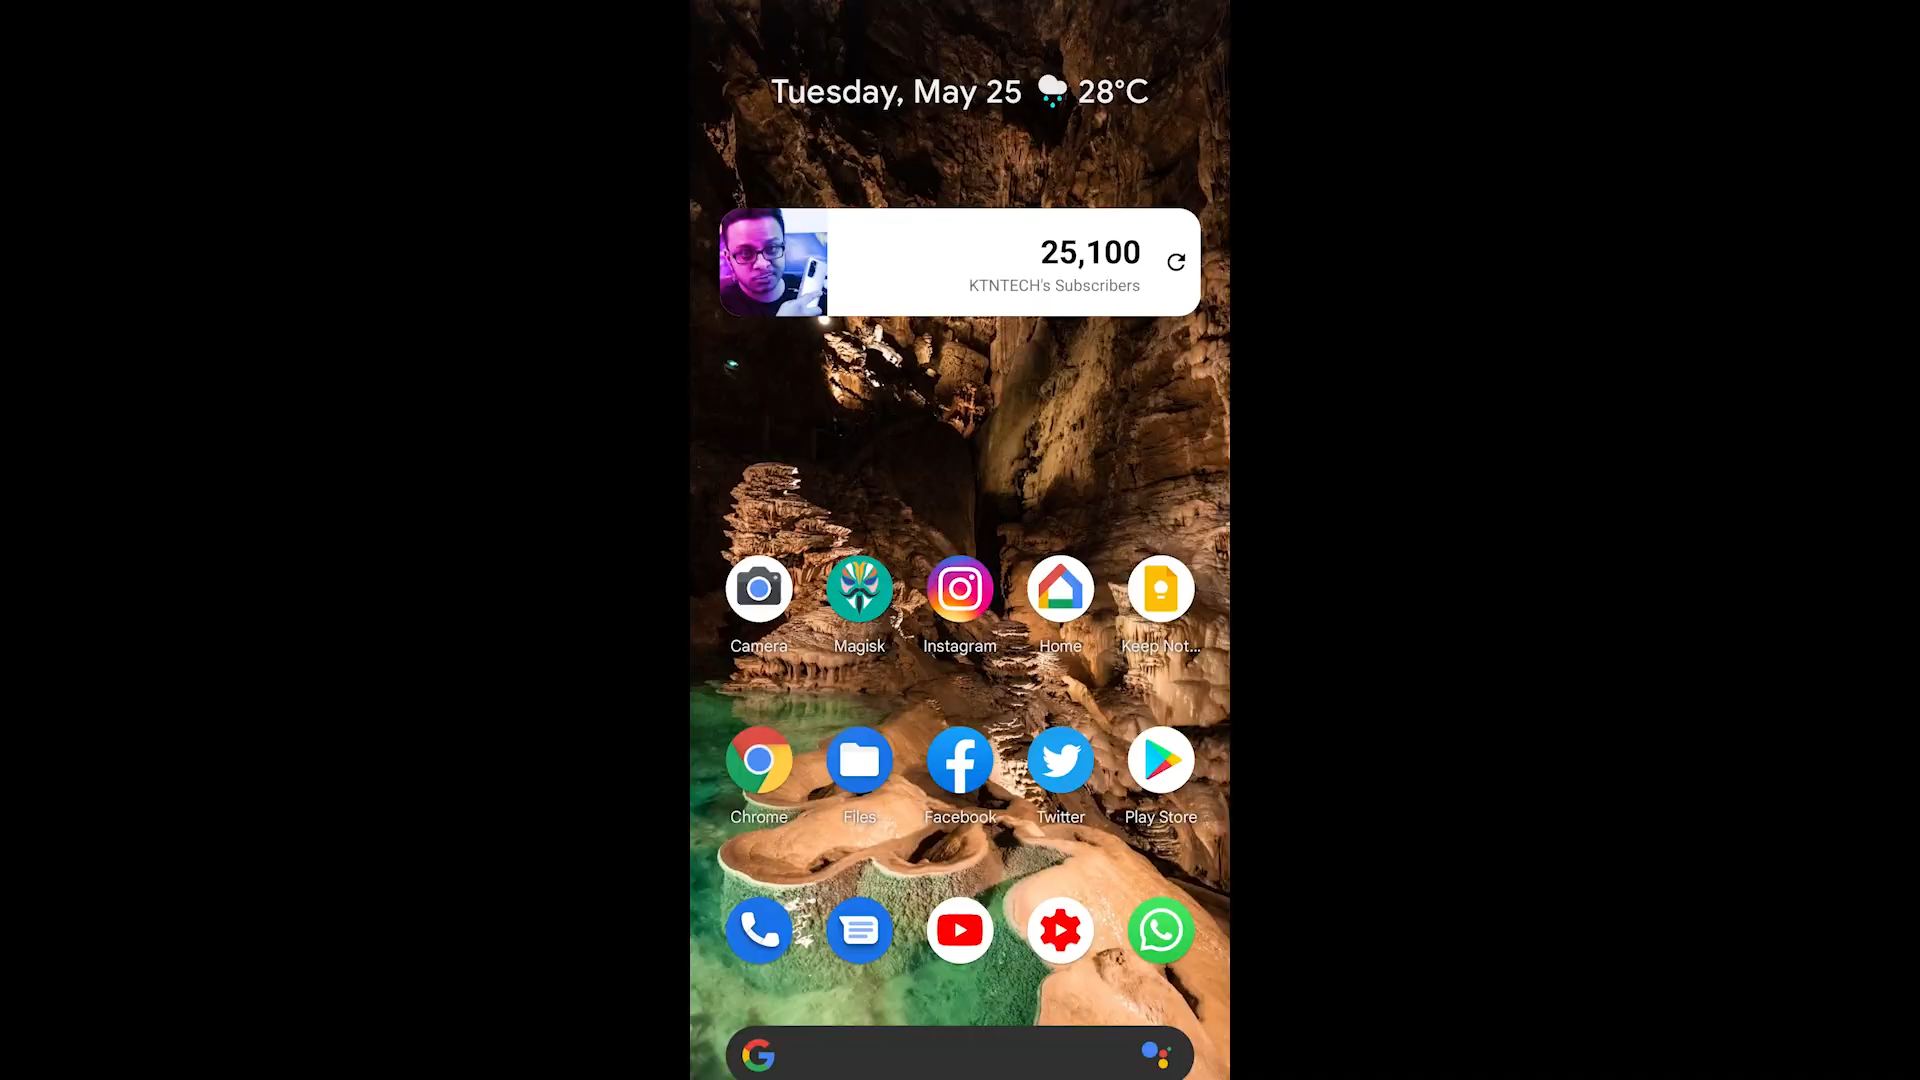 Tuesday, May 25 28°C
25,100
KTNTECH's Subscribers
Camera Magisk Instagram Home Keep Not...
Chrome Files Facebook Twitter Play Store